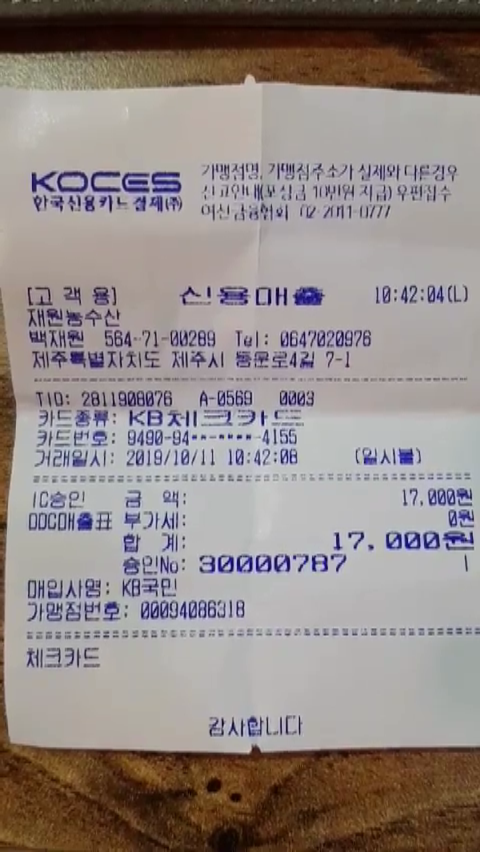 KOCES
한국신용카드결제(주)
가맹점명, 가맹점주소가 실제와 다른경우
신고안내(포상금 10만원 지급) 우편접수
여신금융협회 02-2011-0777
[고 객 용] 신용매출 10:42:04(L)
재원농수산
백재원 564-71-00289 Tel: 0647020976
제주특별자치도 제주시 동문로4길 7-1
TID: 2811908076 A-0569 0003
카드종류: KB체크카드
카드번호: 9490-94**-****-4155
거래일시: 2019/10/11 10:42:08 (일시불)
IC승인 금 액: 17,000원
DDC매출표 부가세: 0원
합 계: 17,000원
승인No: 30000787 1
매입사명: KB국민
가맹점번호: 00094086318
체크카드
감사합니다